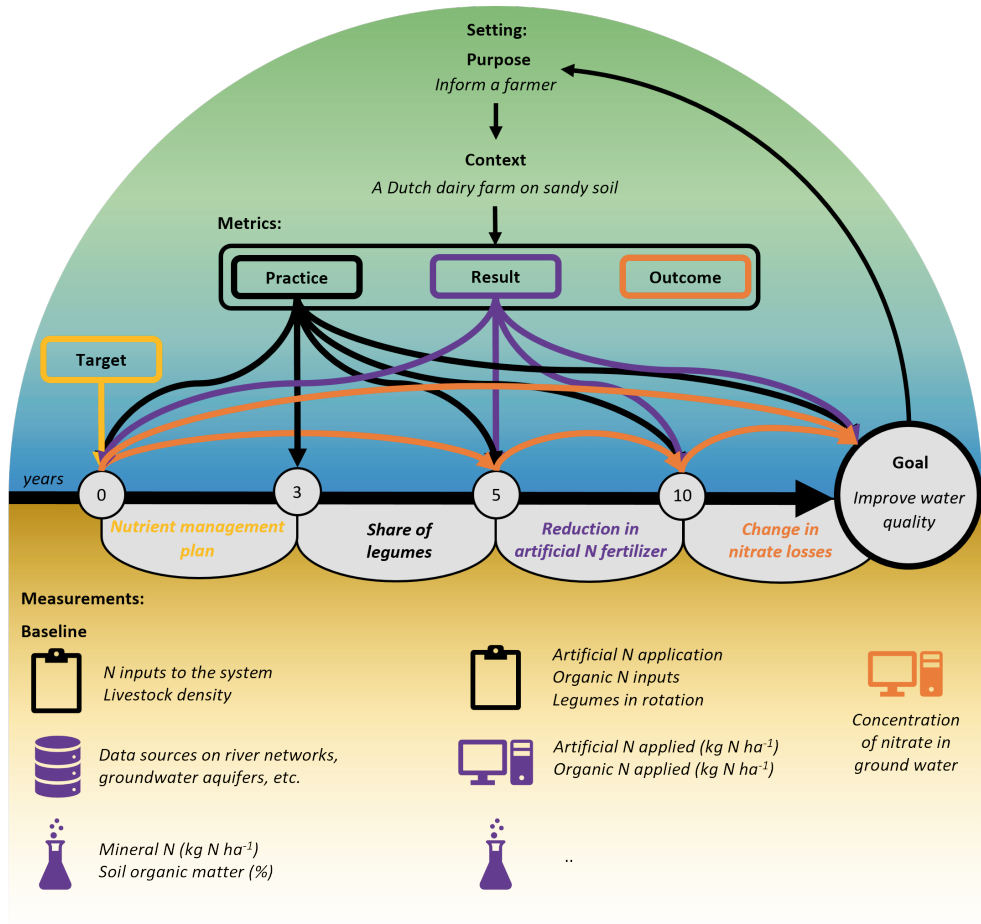 Setting:
Purpose
Inform a farmer
Context
A Dutch dairy farm on sandy soil
Metrics:
Practice
Result
Outcome
Target
years
0
3
5
10
Goal
Improve water
quality
Nutrient management
plan
Share of
legumes
Reduction in
artificial N fertilizer
Change in
nitrate losses
Measurements:
Baseline
N inputs to the system
Livestock density
Data sources on river networks,
groundwater aquifers, etc.
Mineral N (kg N ha⁻¹)
Soil organic matter (%)
Artificial N application
Organic N inputs
Legumes in rotation
Artificial N applied (kg N ha⁻¹)
Organic N applied (kg N ha⁻¹)
..
Concentration
of nitrate in
ground water